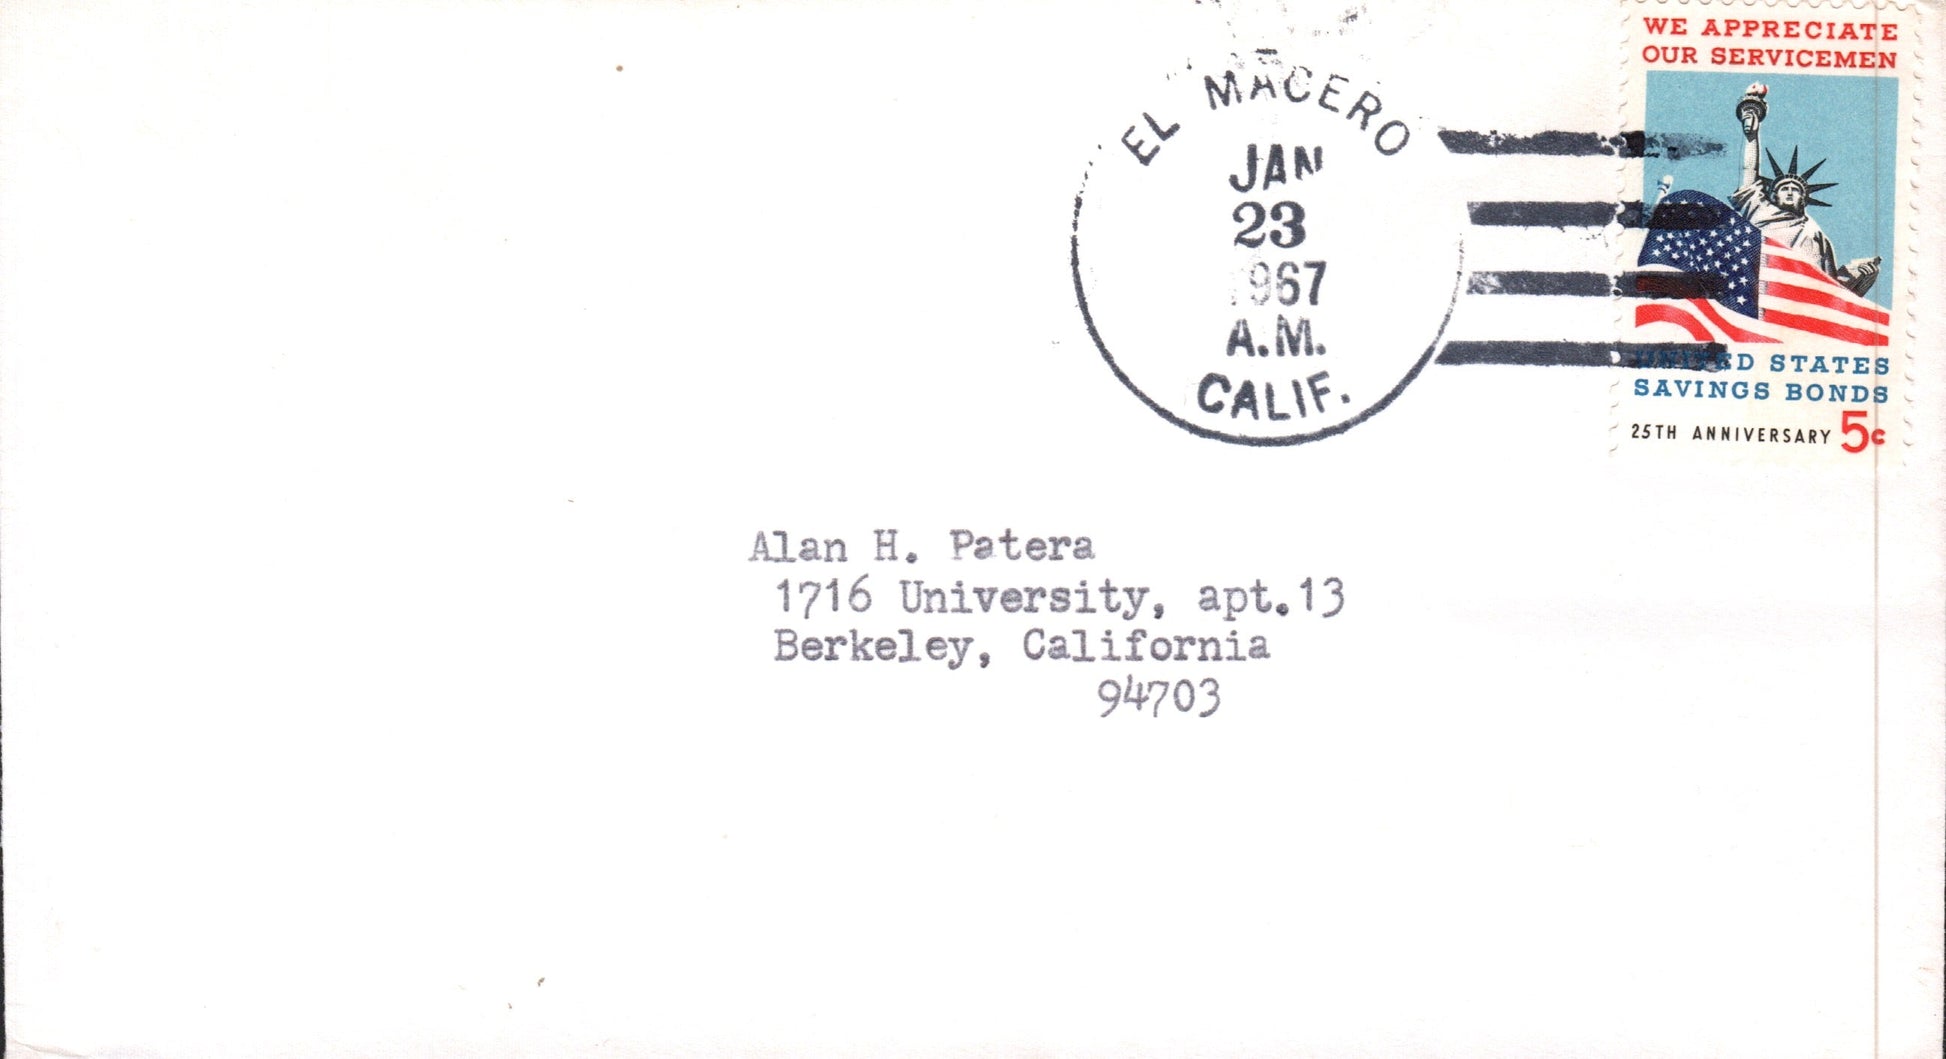 WE APPRECIATE
OUR SERVICEMEN
UNITED STATES
SAVINGS BONDS
25TH ANNIVERSARY 5c
EL MACERO
JAN
23
1967
A.M.
CALIF.
Alan H. Patera
1716 University, apt.13
Berkeley, California
94703